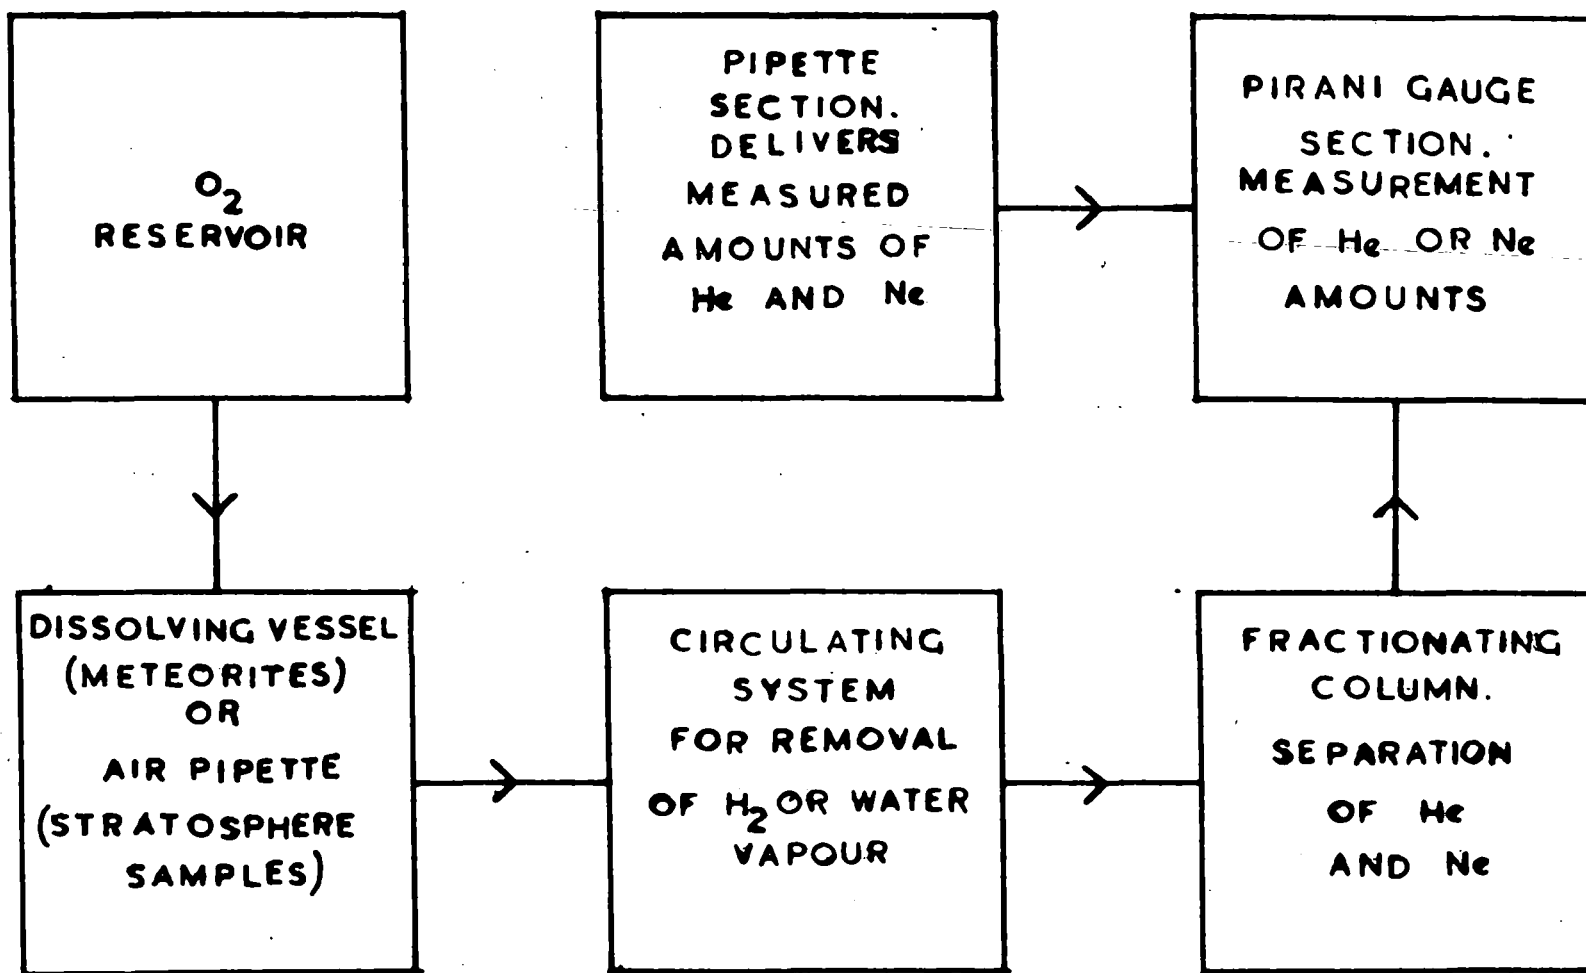 O2
RESERVOIR
PIPETTE
SECTION.
DELIVERS
MEASURED
AMOUNTS OF
He AND Ne
PIRANI GAUGE
SECTION.
MEASUREMENT
OF He OR Ne
AMOUNTS
DISSOLVING VESSEL
(METEORITES)
OR
AIR PIPETTE
(STRATOSPHERE
SAMPLES)
CIRCULATING
SYSTEM
FOR REMOVAL
OF H2 OR WATER
VAPOUR
FRACTIONATING
COLUMN.
SEPARATION
OF He
AND Ne